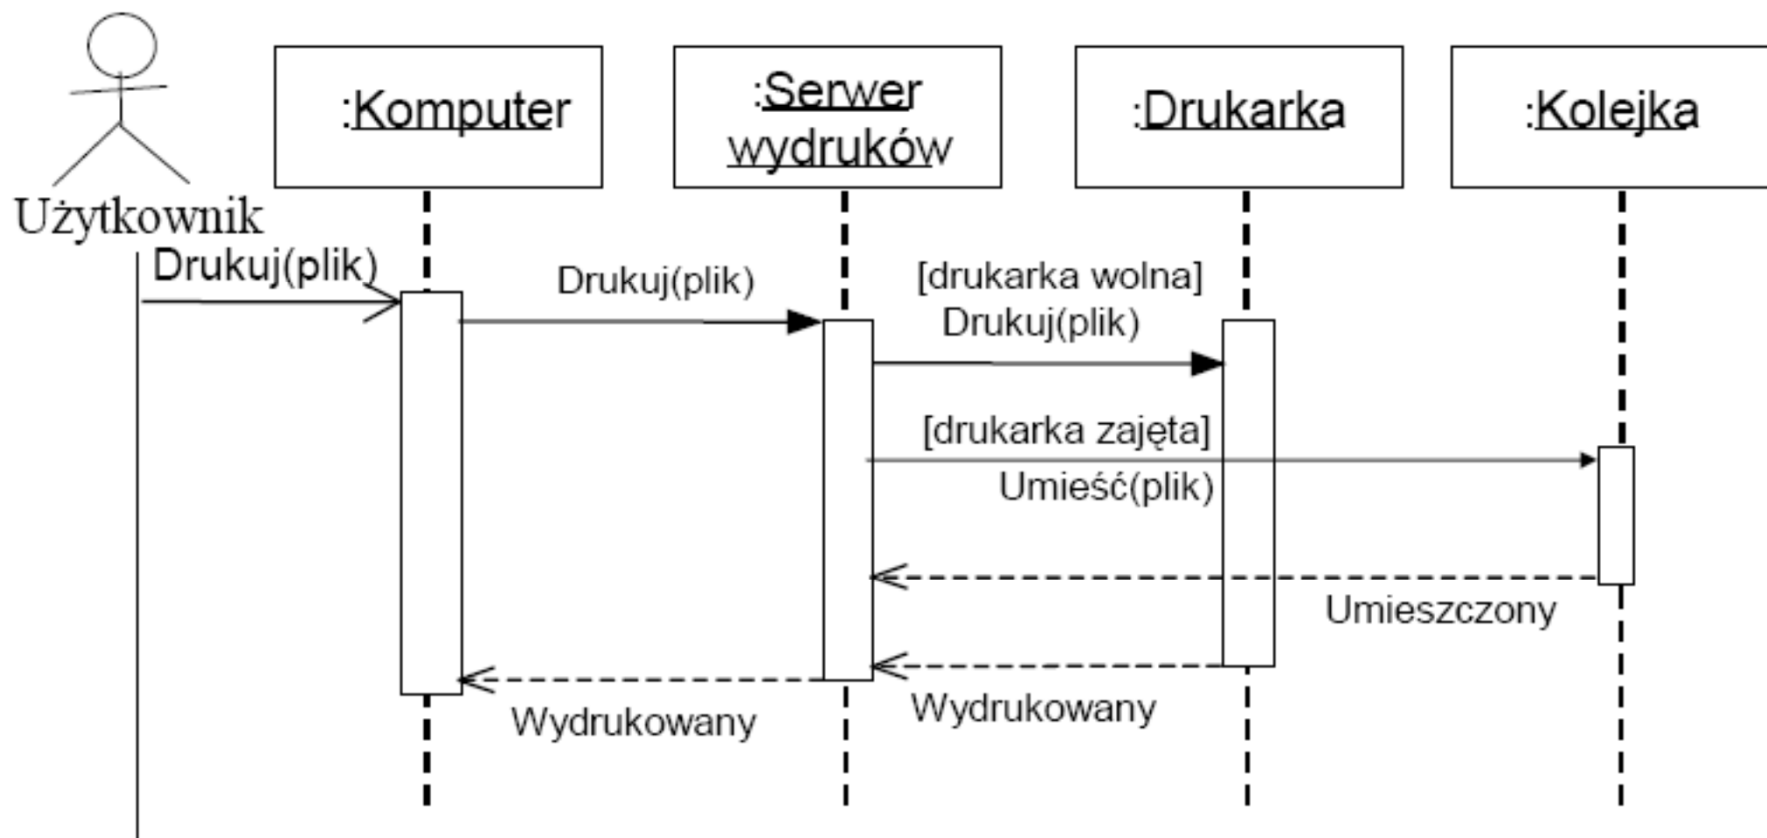 :Komputer
:Serwer
wydruków
:Drukarka
:Kolejka
Użytkownik
Drukuj(plik)
Drukuj(plik)
[drukarka wolna]
Drukuj(plik)
[drukarka zajęta]
Umieść(plik)
Umieszczony
Wydrukowany
Wydrukowany